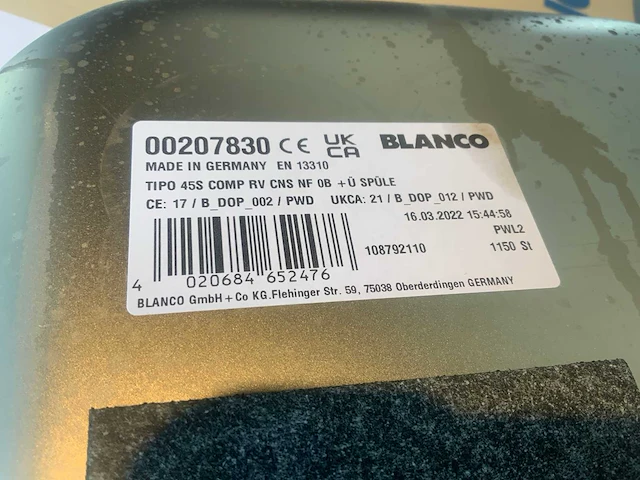 00207830 CE UK CA BLANCO
MADE IN GERMANY EN 13310
TIPO 45S COMP RV CNS NF 0B +Ü SPÜLE
CE: 17 / B_DOP_002 / PWD UKCA: 21 / B_DOP_012 / PWD
16.03.2022 15:44:58
PWL2
108792110 1150 St
4 020684 652476
BLANCO GmbH + Co KG.Flehinger Str. 59, 75038 Oberderdingen GERMANY